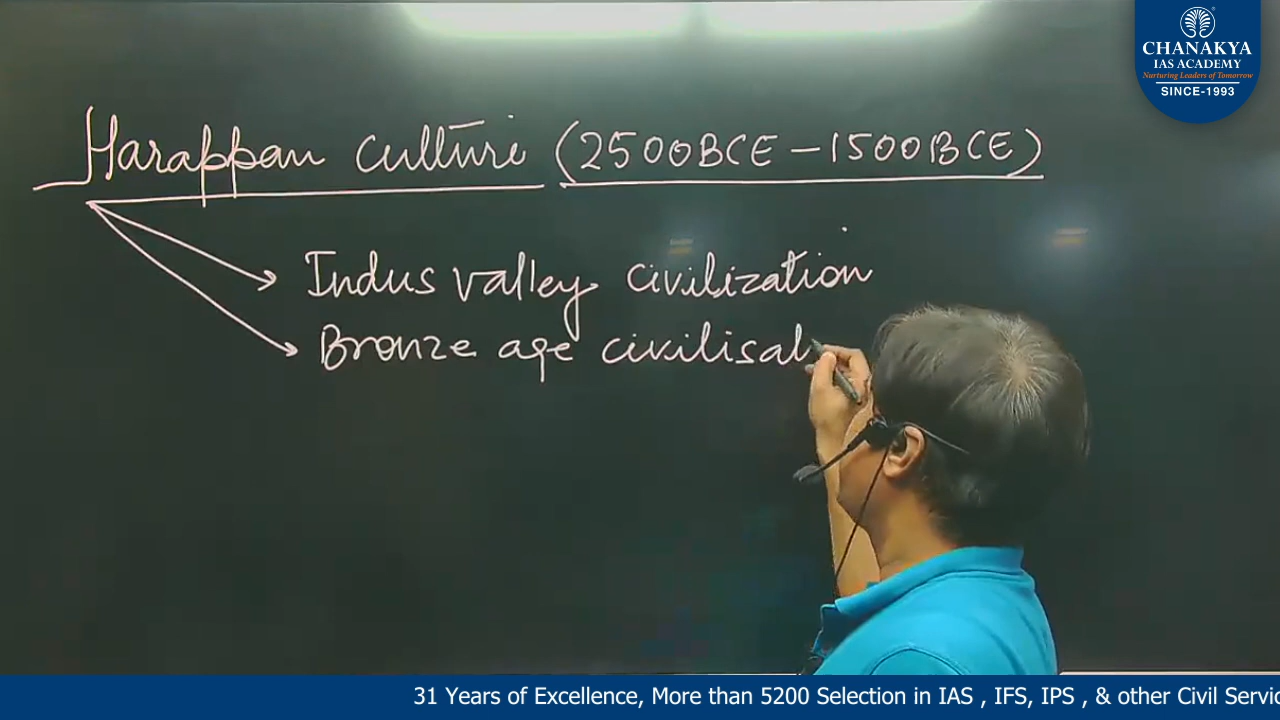 CHANAKYA
IAS ACADEMY
Nurturing Leaders of Tomorrow
SINCE-1993
Harappan culture (2500BCE - 1500BCE)
Indus valley civilization
Bronze age civilisat
31 Years of Excellence, More than 5200 Selection in IAS , IFS, IPS , & other Civil Servic